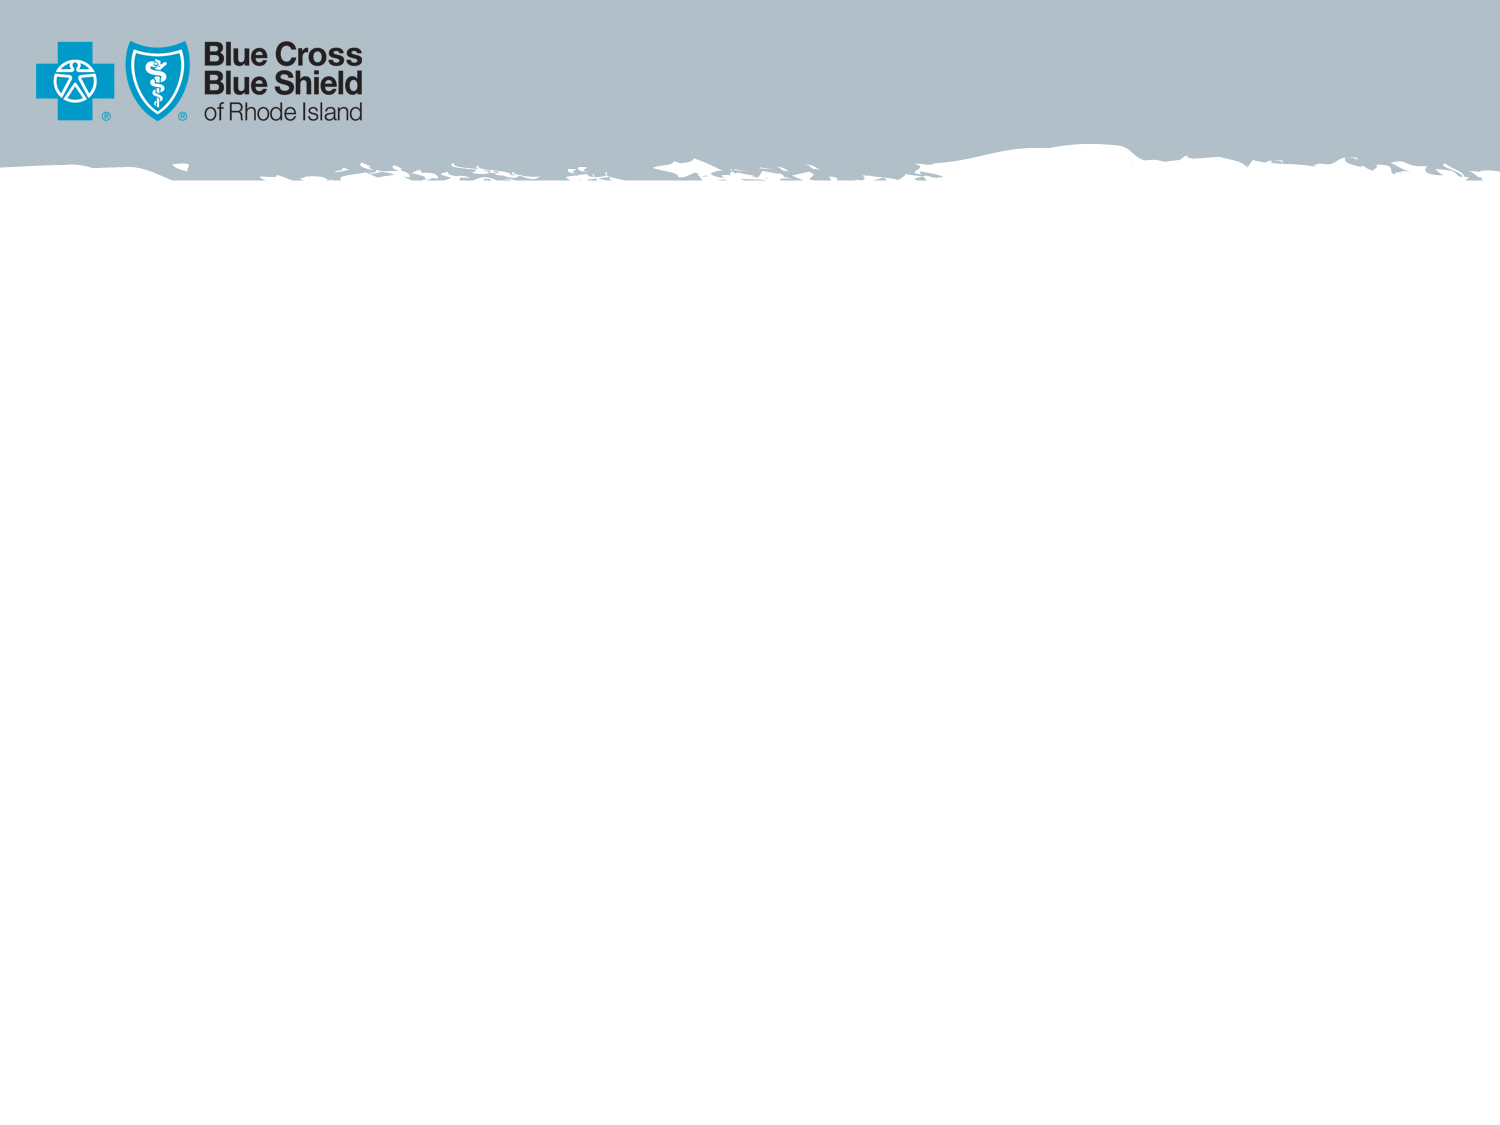 Blue Cross
Blue Shield
of Rhode Island
® ®